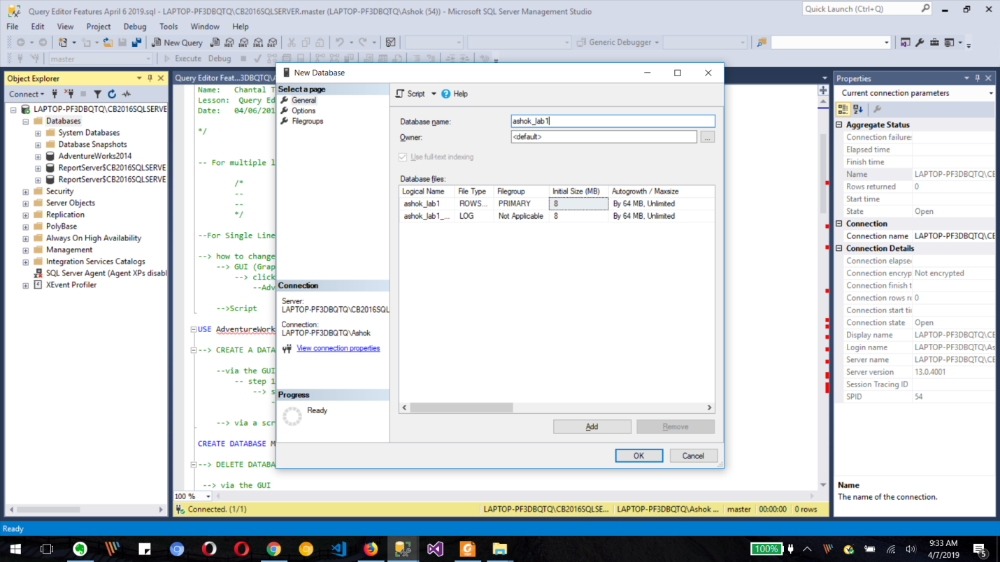 Query Editor Features April 6 2019.sql - LAPTOP-PF3DBQTQ\CB2016SQLSERVER.master (LAPTOP-PF3DBQTQ\Ashok (54)) - Microsoft SQL Server Management Studio
Quick Launch (Ctrl+Q)
File Edit View Project Debug Tools Window Help
New Query
MDX DMX XMLA DAX
Generic Debugger
master
Execute Debug
Object Explorer
Connect
LAPTOP-PF3DBQTQ\CB2016SQLSERVE
Databases
System Databases
Database Snapshots
AdventureWorks2014
ReportServer$CB2016SQLSERVE
ReportServer$CB2016SQLSERVE
Security
Server Objects
Replication
PolyBase
Always On High Availability
Management
Integration Services Catalogs
SQL Server Agent (Agent XPs disabl
XEvent Profiler
Query Editor Feat...3DBQTQ\A
Name: Chantal T
Lesson: Query Ed
Date: 04/06/201
*/
-- For multiple l
/*
--
--
*/
--For Single Line
--> how to change
--> GUI (Grap
--> click
--Adv
-->Script
USE AdventureWork
--> CREATE A DATA
--via the GUI
-- step 1
--> s
-
--> via a scr
CREATE DATABASE M
--> DELETE DATABA
--> via the GUI
100 %
Connected. (1/1)
LAPTOP-PF3DBQTQ\CB2016SQLSE... LAPTOP-PF3DBQTQ\Ashok ... master 00:00:00 0 rows
New Database
Select a page
General
Options
Filegroups
Connection
Server:
LAPTOP-PF3DBQTQ\CB2016SQL
Connection:
LAPTOP-PF3DBQTQ\Ashok
View connection properties
Progress
Ready
Script Help
Database name: ashok_lab1
Owner: <default> ...
Use full-text indexing
Database files:
Logical Name File Type Filegroup Initial Size (MB) Autogrowth / Maxsize
ashok_lab1 ROWS... PRIMARY 8 By 64 MB, Unlimited
ashok_lab1_... LOG Not Applicable 8 By 64 MB, Unlimited
Add Remove
OK Cancel
Properties
Current connection parameters
Aggregate Status
Connection failures
Elapsed time
Finish time
Name LAPTOP-PF3DBQTQ\CB
Rows returned 0
Start time
State Open
Connection
Connection name LAPTOP-PF3DBQTQ\CB
Connection Details
Connection elapse
Connection encryp Not encrypted
Connection finish t
Connection rows re 0
Connection start ti
Connection state Open
Display name LAPTOP-PF3DBQTQ\CB
Login name LAPTOP-PF3DBQTQ\As
Server name LAPTOP-PF3DBQTQ\CB
Server version 13.0.4001
Session Tracing ID
SPID 54
Name
The name of the connection.
Ready
100%
9:33 AM
4/7/2019
5